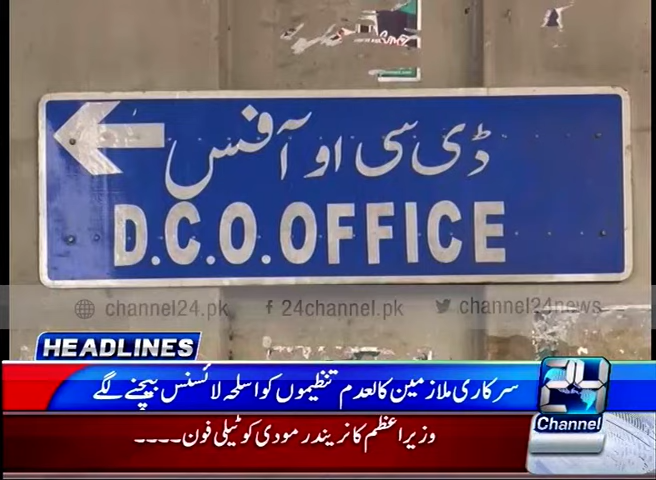 ڈی سی او آفس
D.C.O.OFFICE
channel24.pk
24channel.pk
channel24news
HEADLINES
سرکاری ملازمین کالعدم تنظیموں کو اسلحہ لائسنس بیچنے لگے
وزیراعظم کا نریندر مودی کو ٹیلی فون۔۔۔۔
Channel